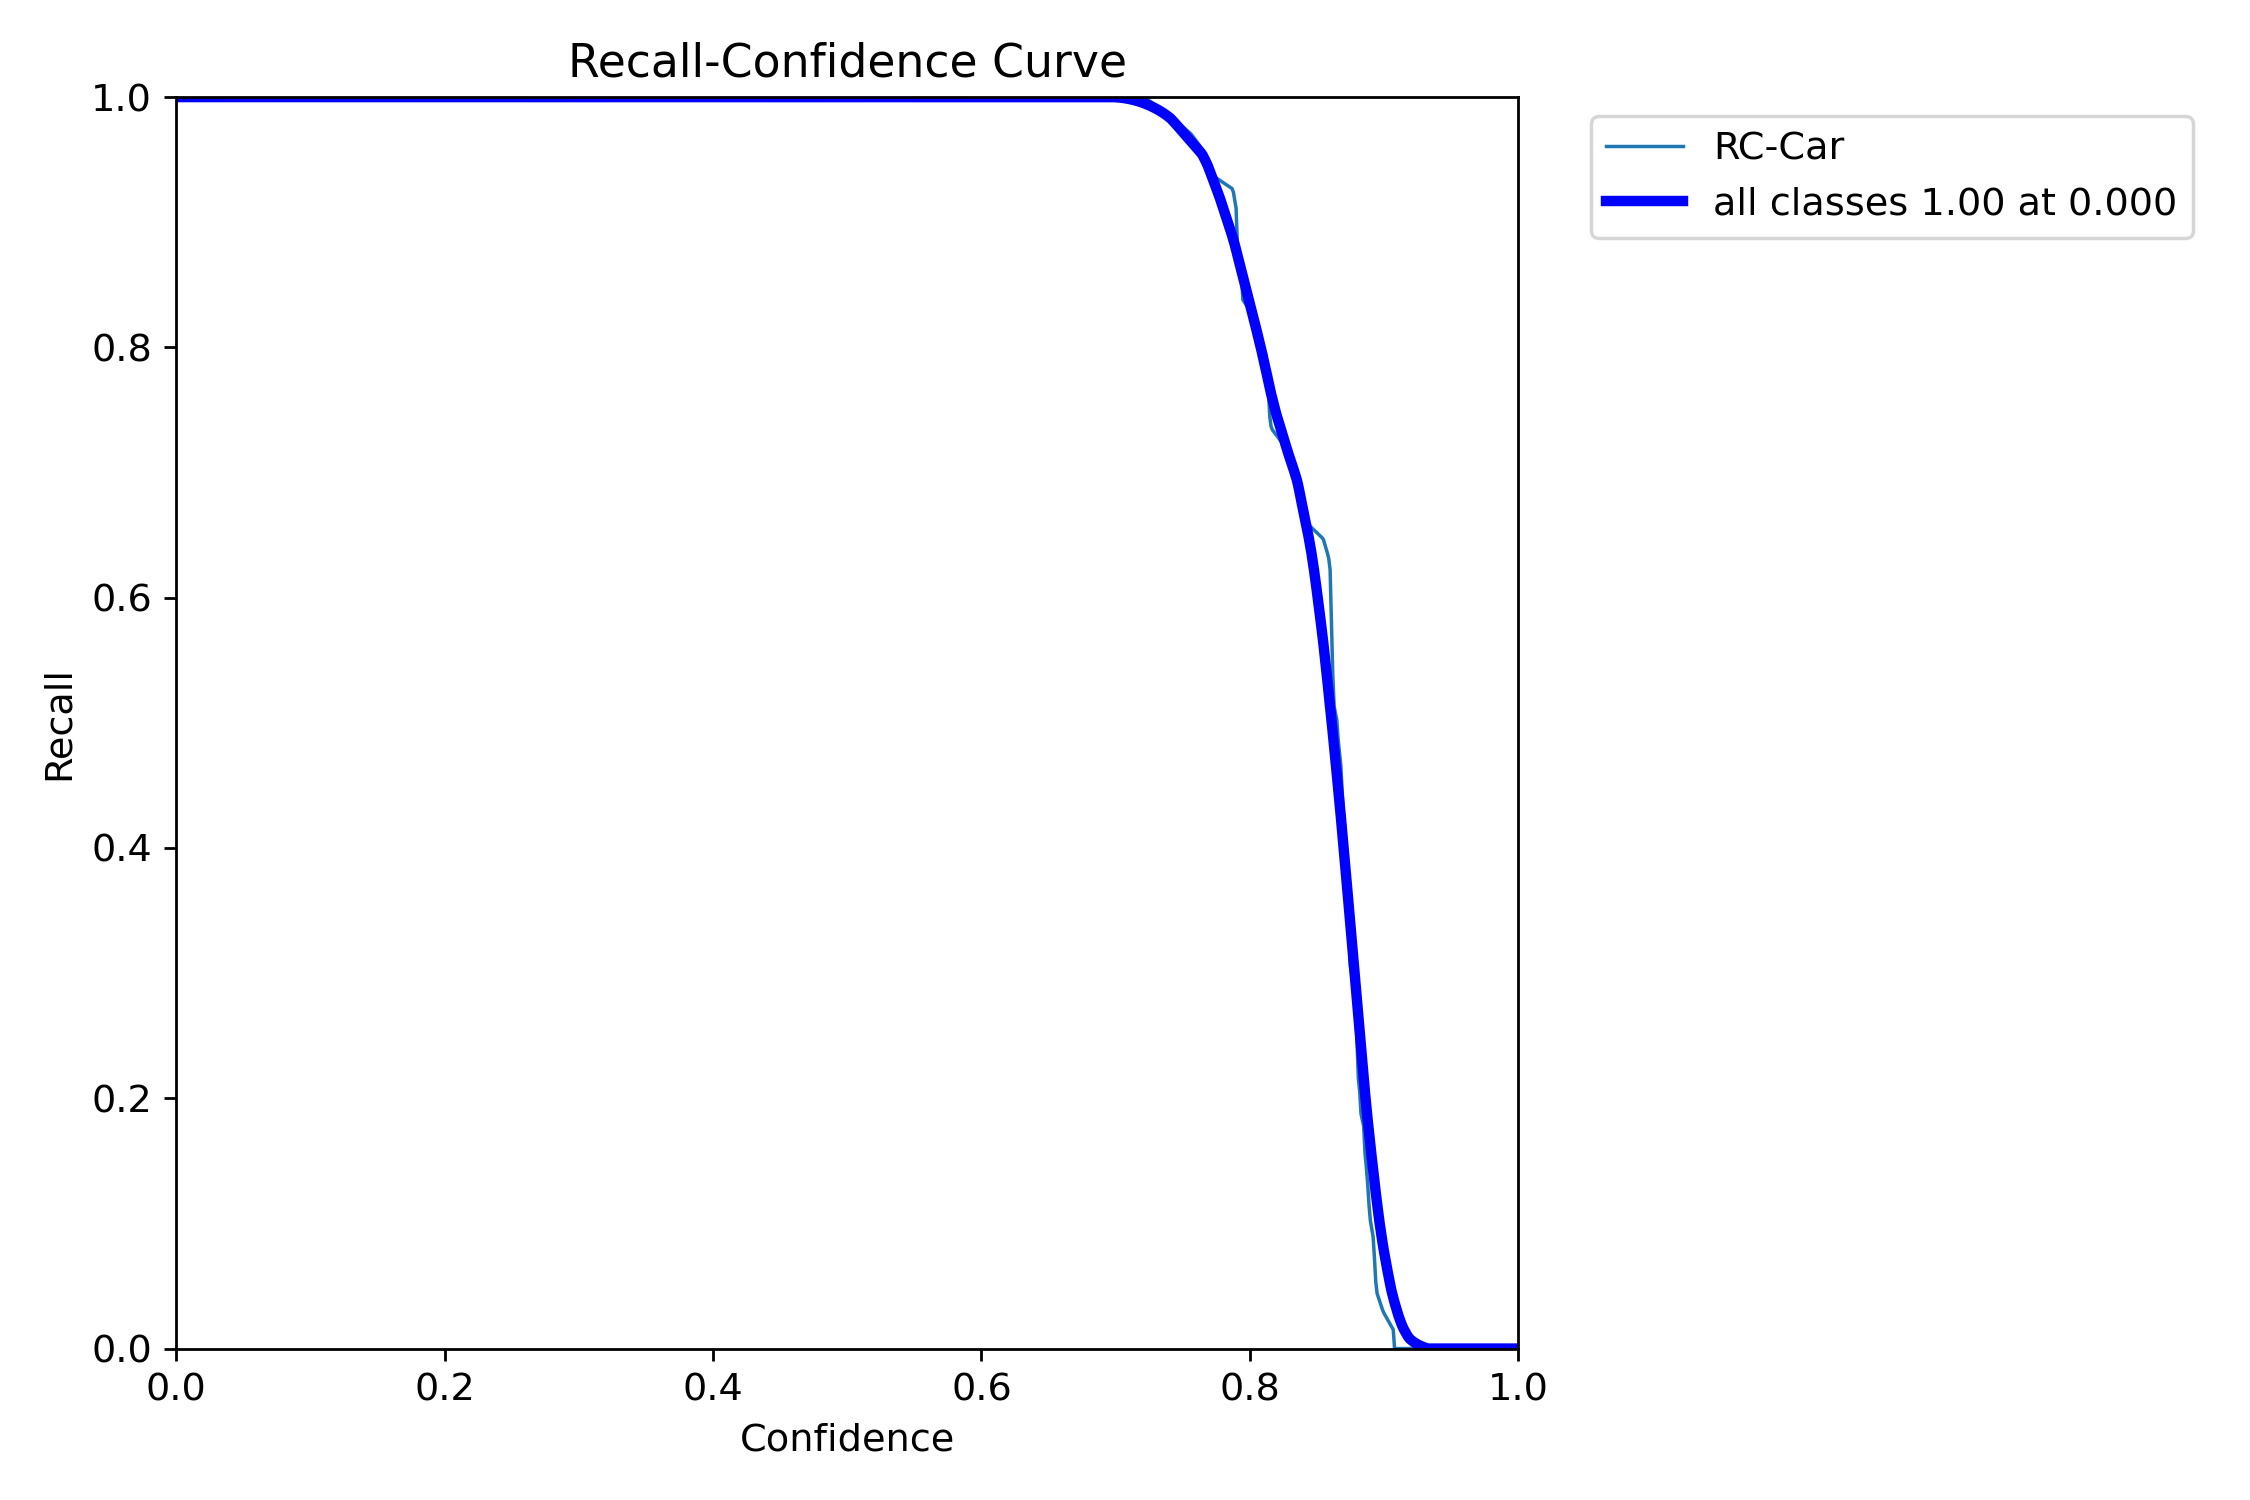 Recall-Confidence Curve
1.0
0.8
0.6
0.4
0.2
0.0
Recall
0.0 0.2 0.4 0.6 0.8 1.0
Confidence
RC-Car
all classes 1.00 at 0.000